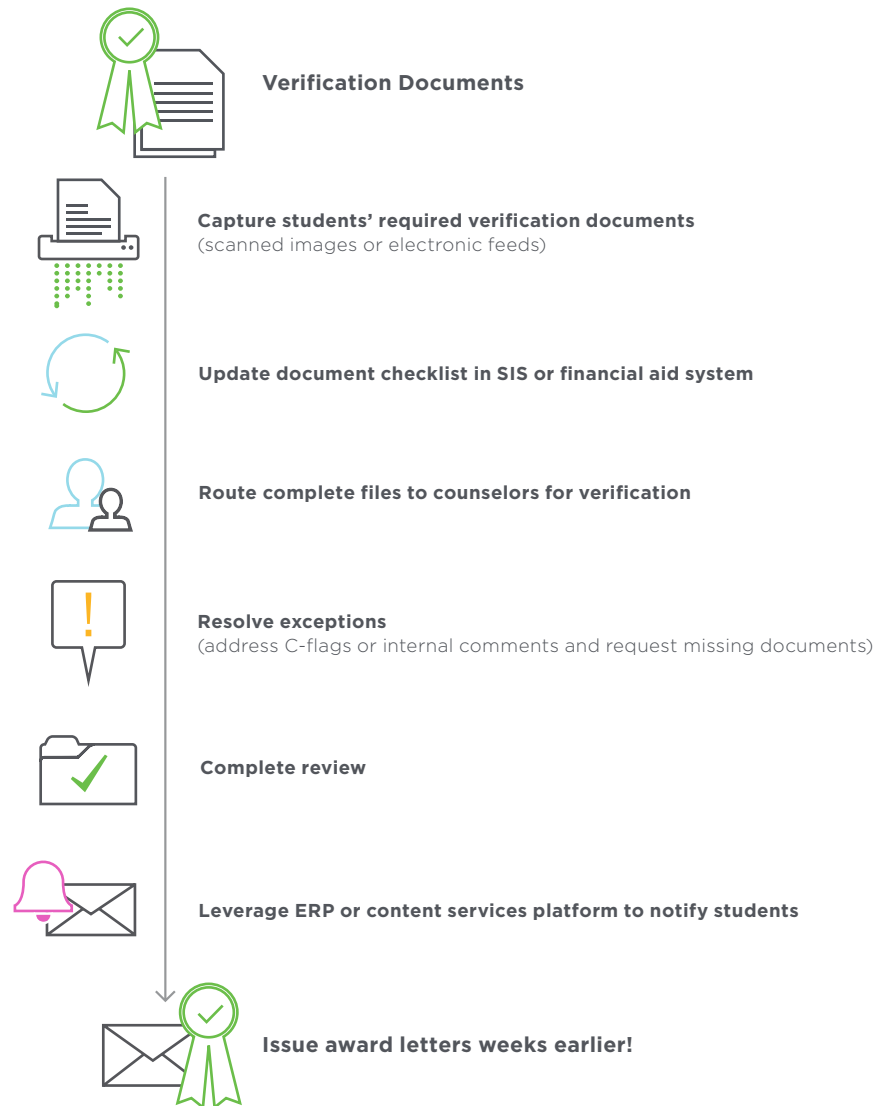 Verification Documents
Capture students’ required verification documents
(scanned images or electronic feeds)
Update document checklist in SIS or financial aid system
Route complete files to counselors for verification
Resolve exceptions
(address C-flags or internal comments and request missing documents)
Complete review
Leverage ERP or content services platform to notify students
Issue award letters weeks earlier!